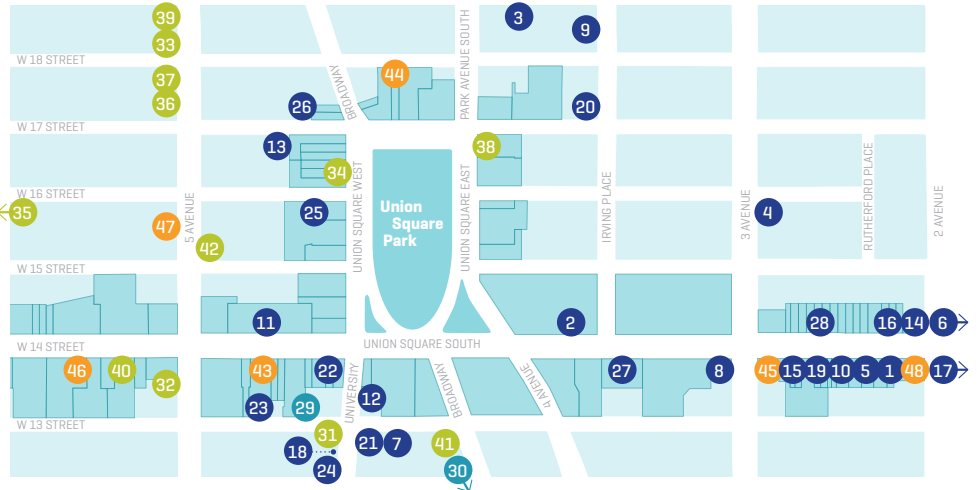 39
3
9
33
W 18 STREET
BROADWAY
PARK AVENUE SOUTH
44
37
36
26
20
W 17 STREET
13
34
38
UNION SQUARE WEST
UNION SQUARE EAST
RUTHERFORD PLACE
W 16 STREET
IRVING PLACE
5 AVENUE
3 AVENUE
2 AVENUE
35
47
42
25
Union
Square
Park
4
W 15 STREET
11
2
28
16
14
6
UNION SQUARE SOUTH
W 14 STREET
46
40
32
43
22
UNIVERSITY
12
BROADWAY
4 AVENUE
27
8
45
15
19
10
5
1
48
17
23
29
W 13 STREET
31
18
24
21
7
41
30